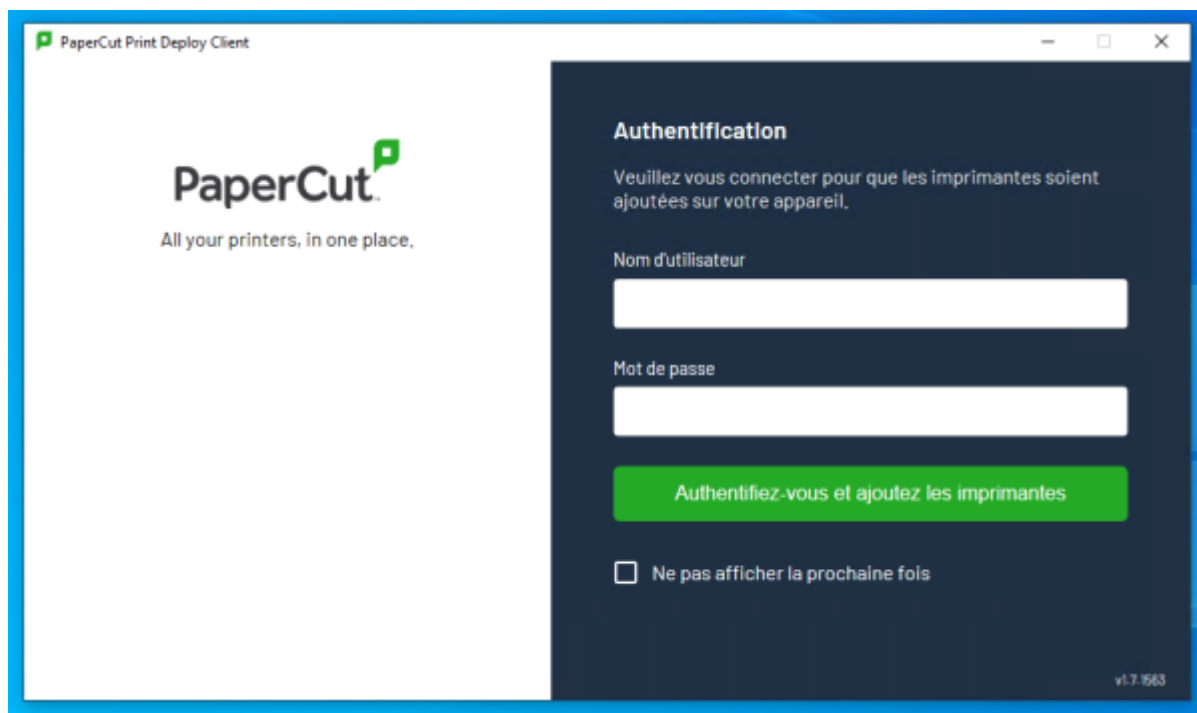 PaperCut Print Deploy Client
PaperCut
All your printers, in one place.
Authentification
Veuillez vous connecter pour que les imprimantes soient
ajoutées sur votre appareil.
Nom d'utilisateur
Mot de passe
Authentifiez-vous et ajoutez les imprimantes
Ne pas afficher la prochaine fois
v1.7.1563